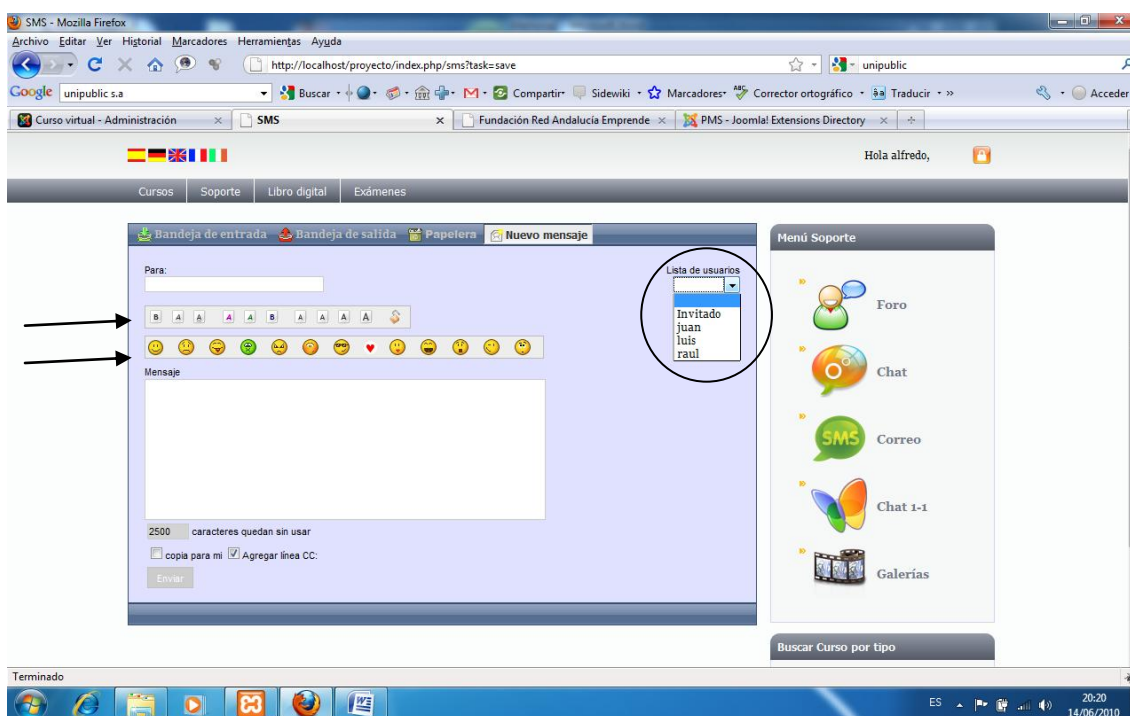 SMS - Mozilla Firefox
Archivo Editar Ver Historial Marcadores Herramientas Ayuda
http://localhost/proyecto/index.php/sms?task=save unipublic
Google unipublic s.a Buscar Compartir Sidewiki Marcadores Corrector ortográfico Traducir » Acceder
Curso virtual - Administración SMS Fundación Red Andalucía Emprende PMS - Joomla! Extensions Directory
Hola alfredo,
Cursos Soporte Libro digital Exámenes
Bandeja de entrada Bandeja de salida Papelera Nuevo mensaje
Para:
Lista de usuarios
Invitado
juan
luis
raul
B A A A A B A A A A
Mensaje
2500 caracteres quedan sin usar
copia para mi Agregar línea CC:
Enviar
Menú Soporte
Foro
Chat
SMS Correo
Chat 1-1
Galerías
Buscar Curso por tipo
Terminado
ES 20:20
14/06/2010